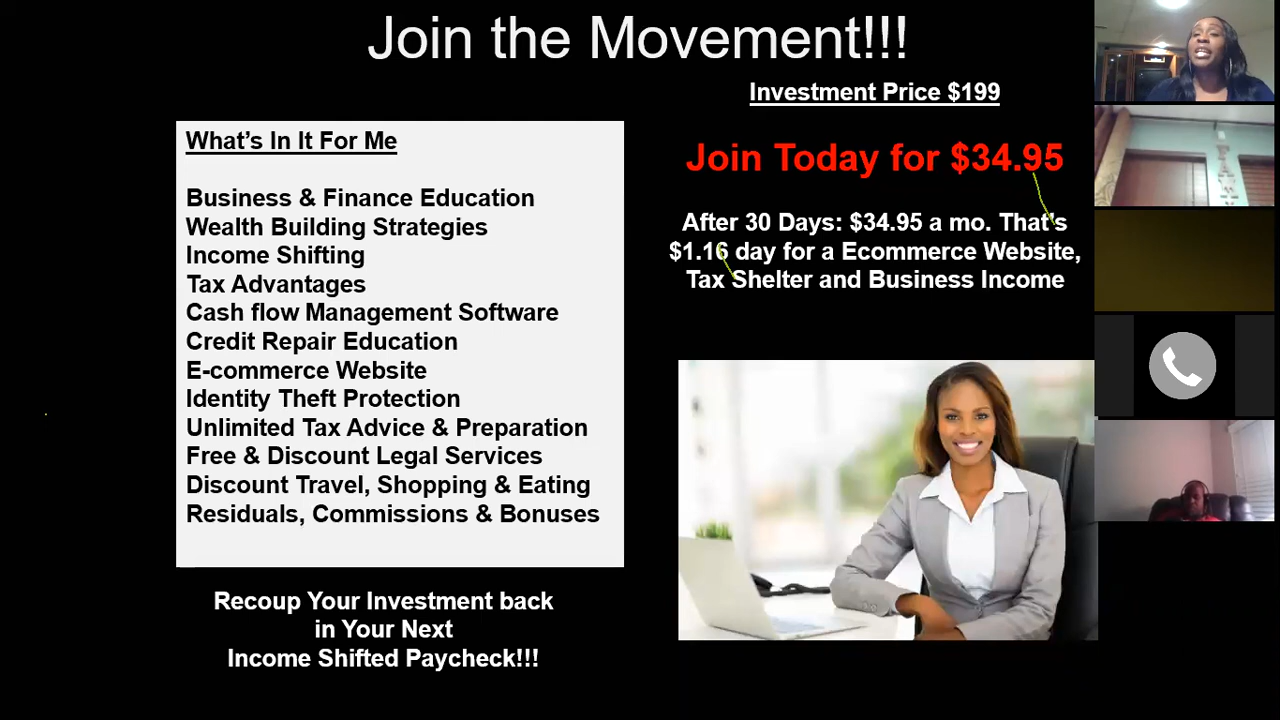 Join the Movement!!!
Investment Price $199
What's In It For Me
Join Today for $34.95
Business & Finance Education
Wealth Building Strategies
Income Shifting
Tax Advantages
Cash flow Management Software
Credit Repair Education
E-commerce Website
Identity Theft Protection
Unlimited Tax Advice & Preparation
Free & Discount Legal Services
Discount Travel, Shopping & Eating
Residuals, Commissions & Bonuses
After 30 Days: $34.95 a mo. That's
$1.16 day for a Ecommerce Website,
Tax Shelter and Business Income
Recoup Your Investment back
in Your Next
Income Shifted Paycheck!!!